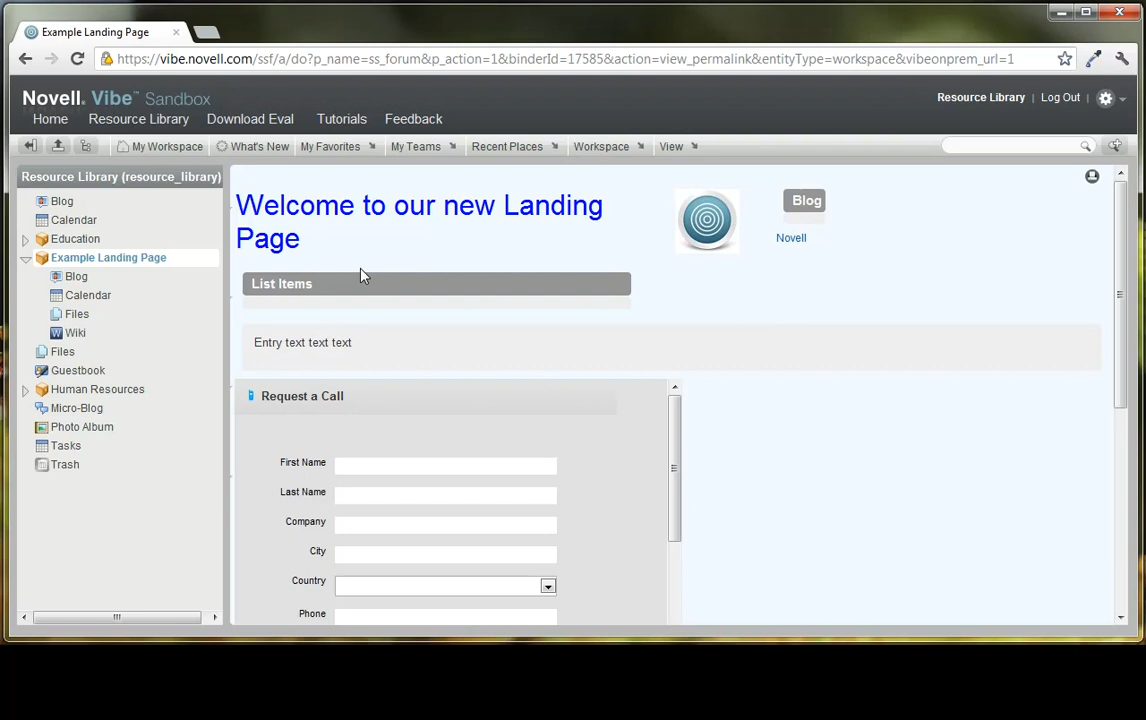 Example Landing Page
https://vibe.novell.com/ssf/a/do?p_name=ss_forum&p_action=1&binderId=17585&action=view_permalink&entityType=workspace&vibeonprem_url=1
Novell. Vibe™ Sandbox
Resource Library | Log Out |
Home Resource Library Download Eval Tutorials Feedback
My Workspace What's New My Favorites My Teams Recent Places Workspace View
Resource Library (resource_library)
Blog
Calendar
Education
Example Landing Page
Blog
Calendar
Files
Wiki
Files
Guestbook
Human Resources
Micro-Blog
Photo Album
Tasks
Trash
Welcome to our new Landing
Page
Blog
Novell
List Items
Entry text text text
Request a Call
First Name
Last Name
Company
City
Country
Phone